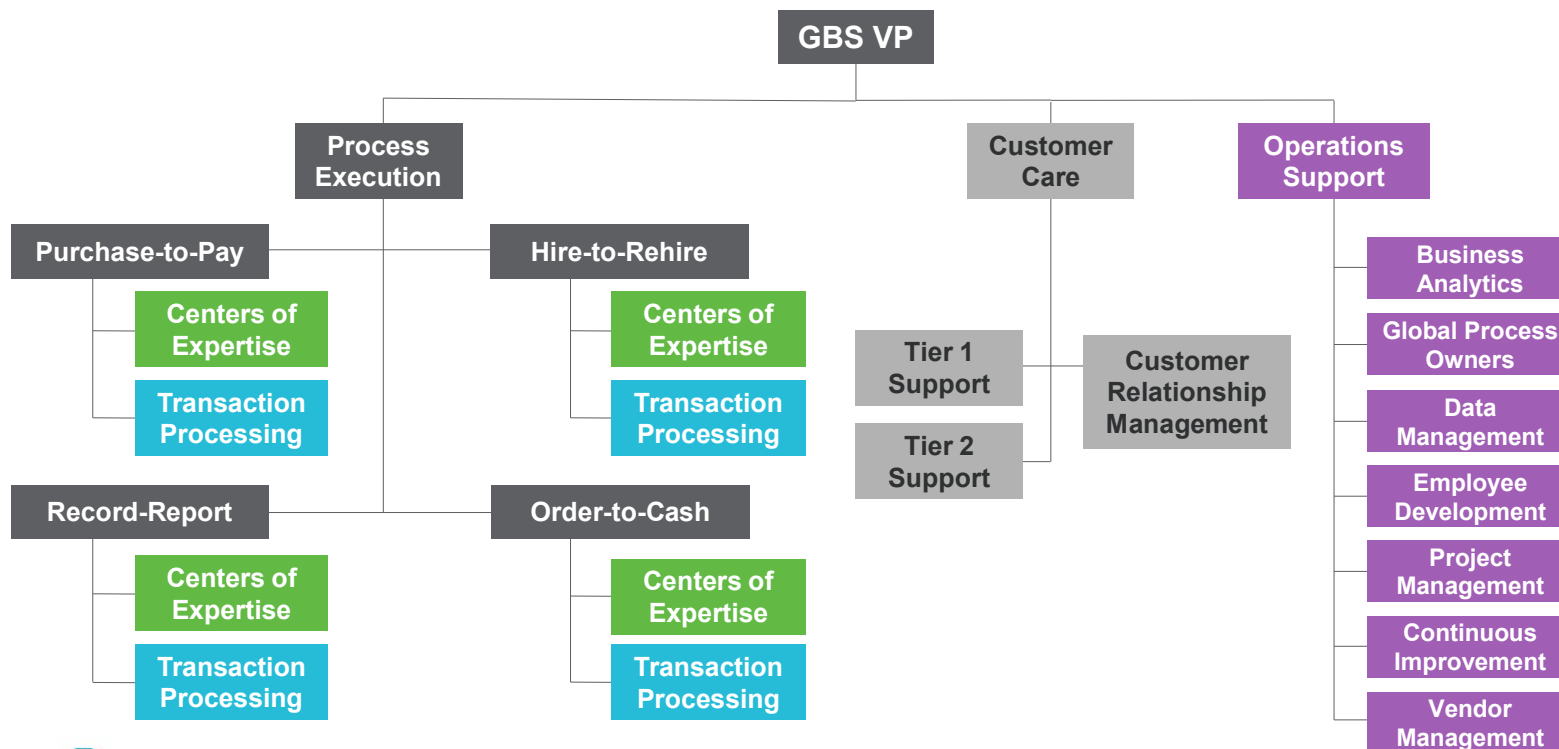 GBS VP
Process
Execution
Customer
Care
Operations
Support
Purchase-to-Pay
Hire-to-Rehire
Centers of
Expertise
Transaction
Processing
Centers of
Expertise
Transaction
Processing
Record-Report
Order-to-Cash
Centers of
Expertise
Transaction
Processing
Centers of
Expertise
Transaction
Processing
Tier 1
Support
Customer
Relationship
Management
Tier 2
Support
Business
Analytics
Global Process
Owners
Data
Management
Employee
Development
Project
Management
Continuous
Improvement
Vendor
Management